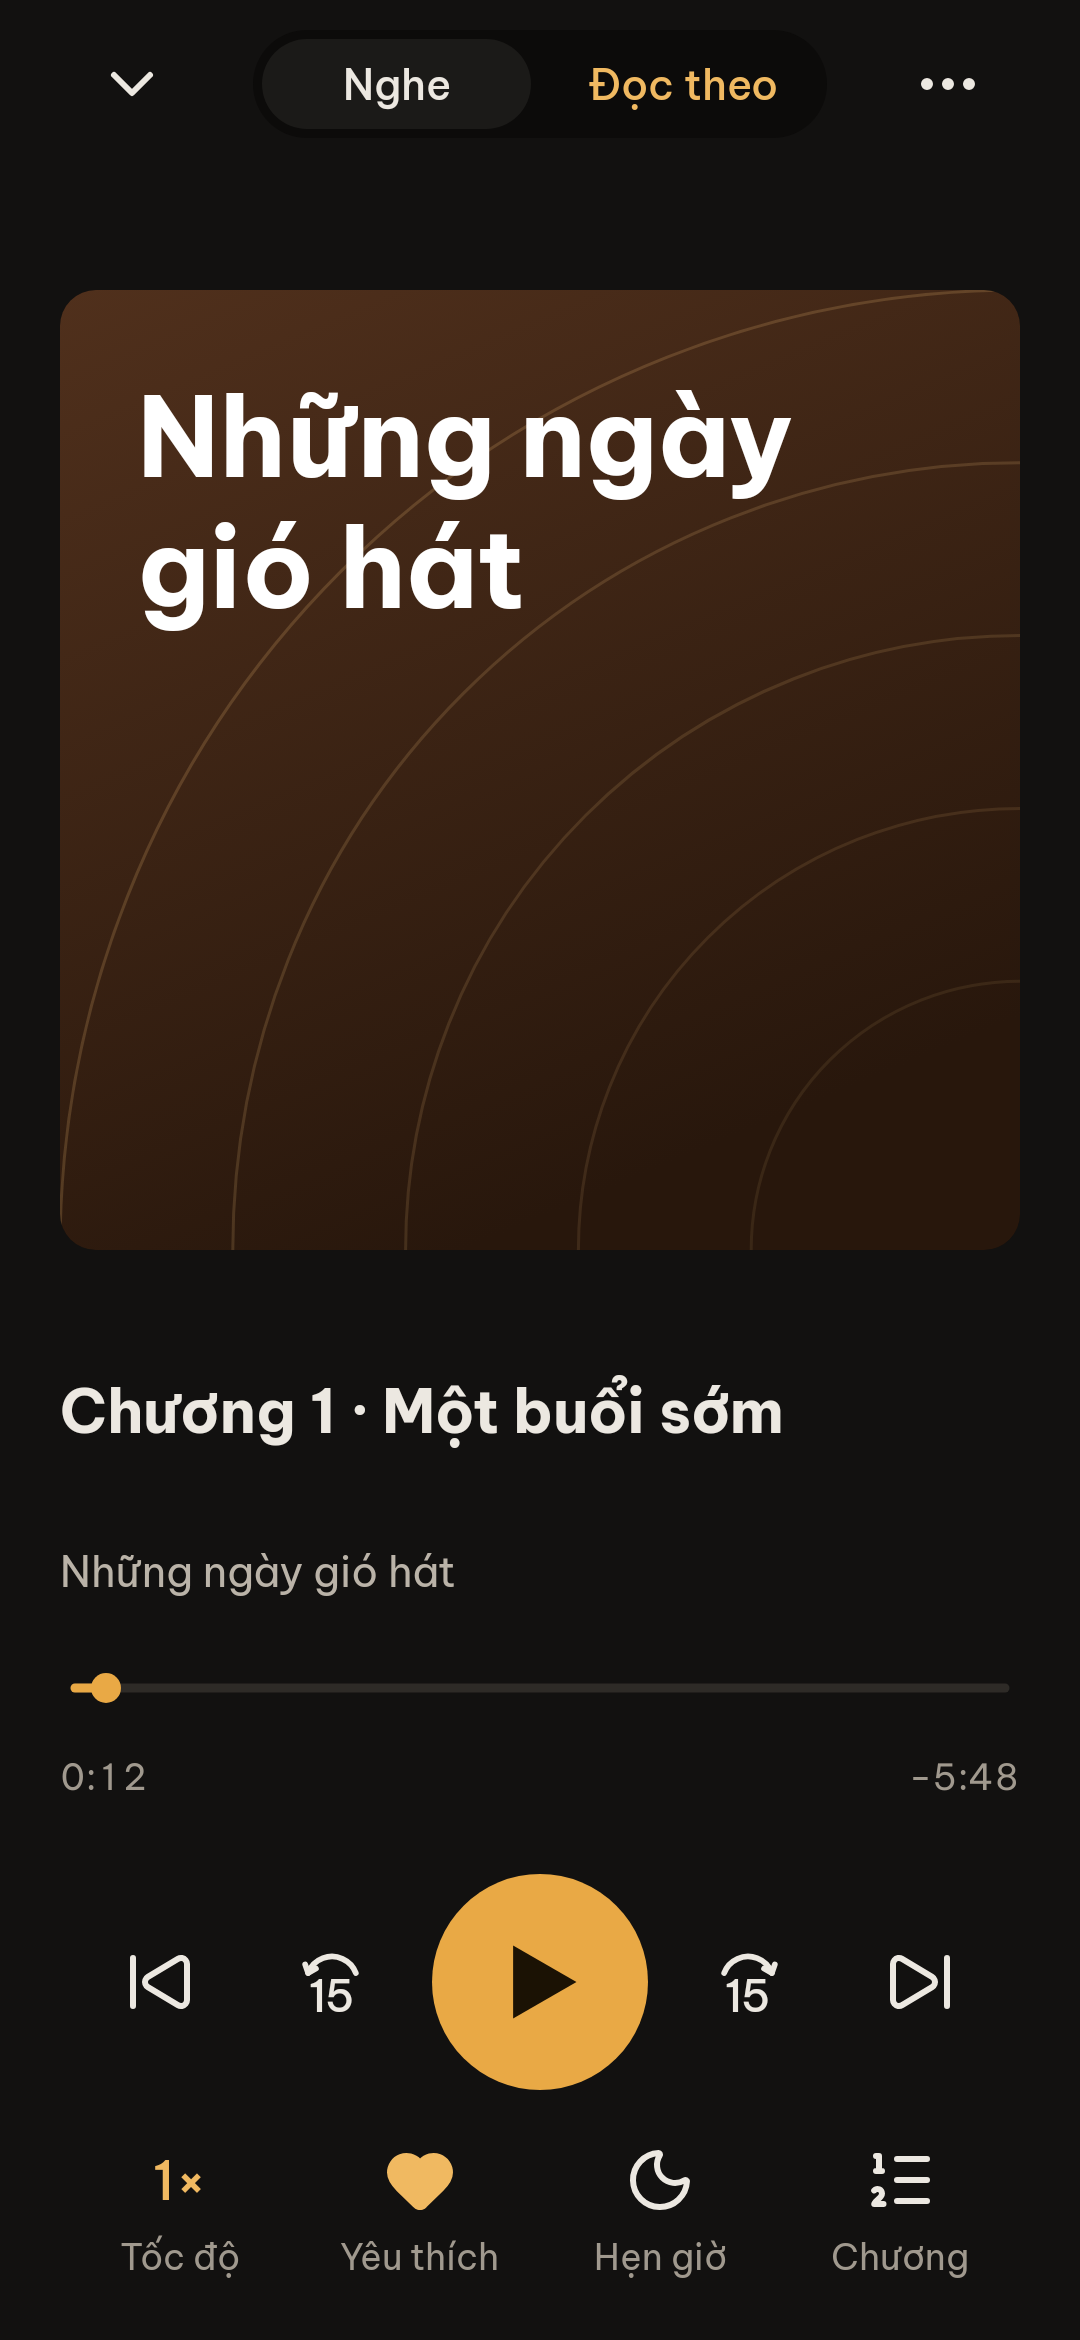 Nghe Đọc theo
Những ngày
gió hát
Chương 1 · Một buổi sớm
Những ngày gió hát
0:12 −5:48
15 15
1×
Tốc độ Yêu thích Hẹn giờ Chương